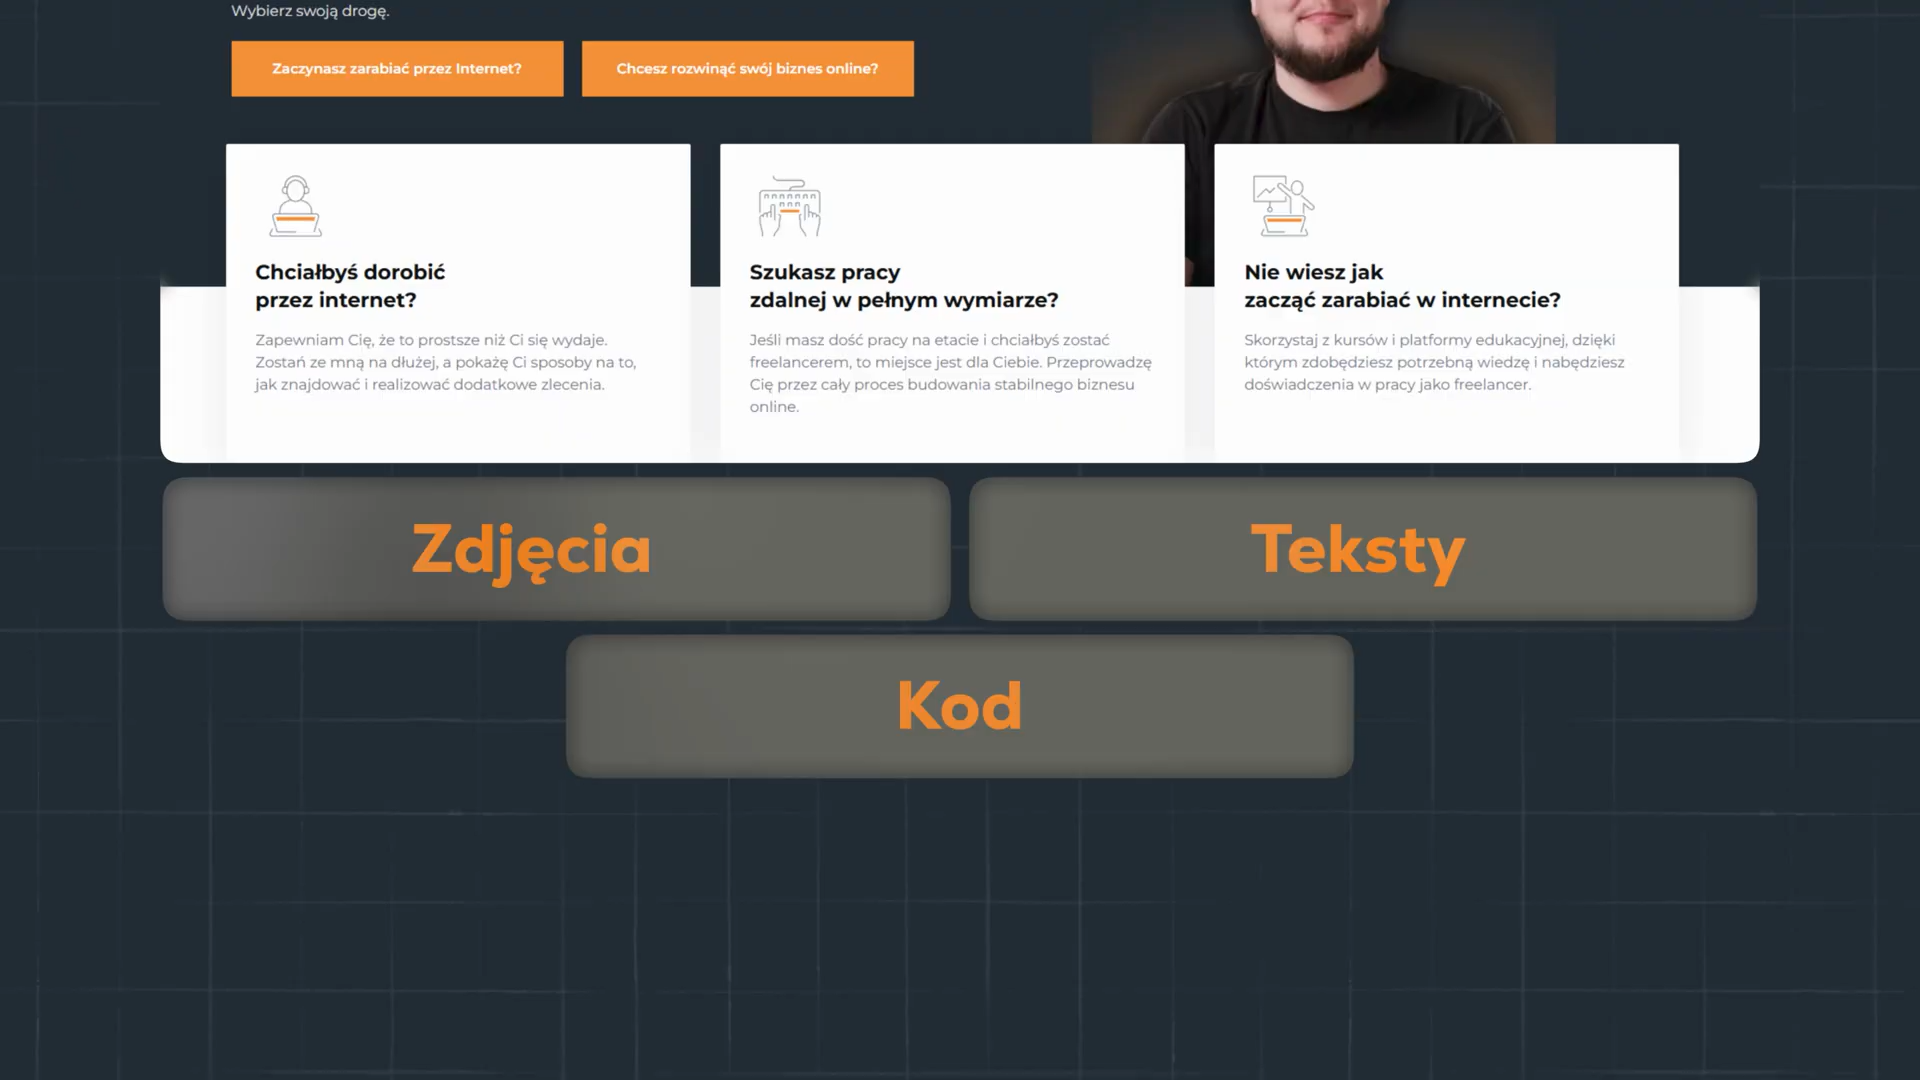 Wybierz swoją drogę.
Zaczynasz zarabiać przez Internet?
Chcesz rozwinąć swój biznes online?
Chciałbyś dorobić
przez internet?
Zapewniam Cię, że to prostsze niż Ci się wydaje.
Zostań ze mną na dłużej, a pokażę Ci sposoby na to,
jak znajdować i realizować dodatkowe zlecenia.
Szukasz pracy
zdalnej w pełnym wymiarze?
Jeśli masz dość pracy na etacie i chciałbyś zostać
freelancerem, to miejsce jest dla Ciebie. Przeprowadzę
Cię przez cały proces budowania stabilnego biznesu
online.
Nie wiesz jak
zacząć zarabiać w internecie?
Skorzystaj z kursów i platformy edukacyjnej, dzięki
którym zdobędziesz potrzebną wiedzę i nabędziesz
doświadczenia w pracy jako freelancer.
Zdjęcia
Teksty
Kod